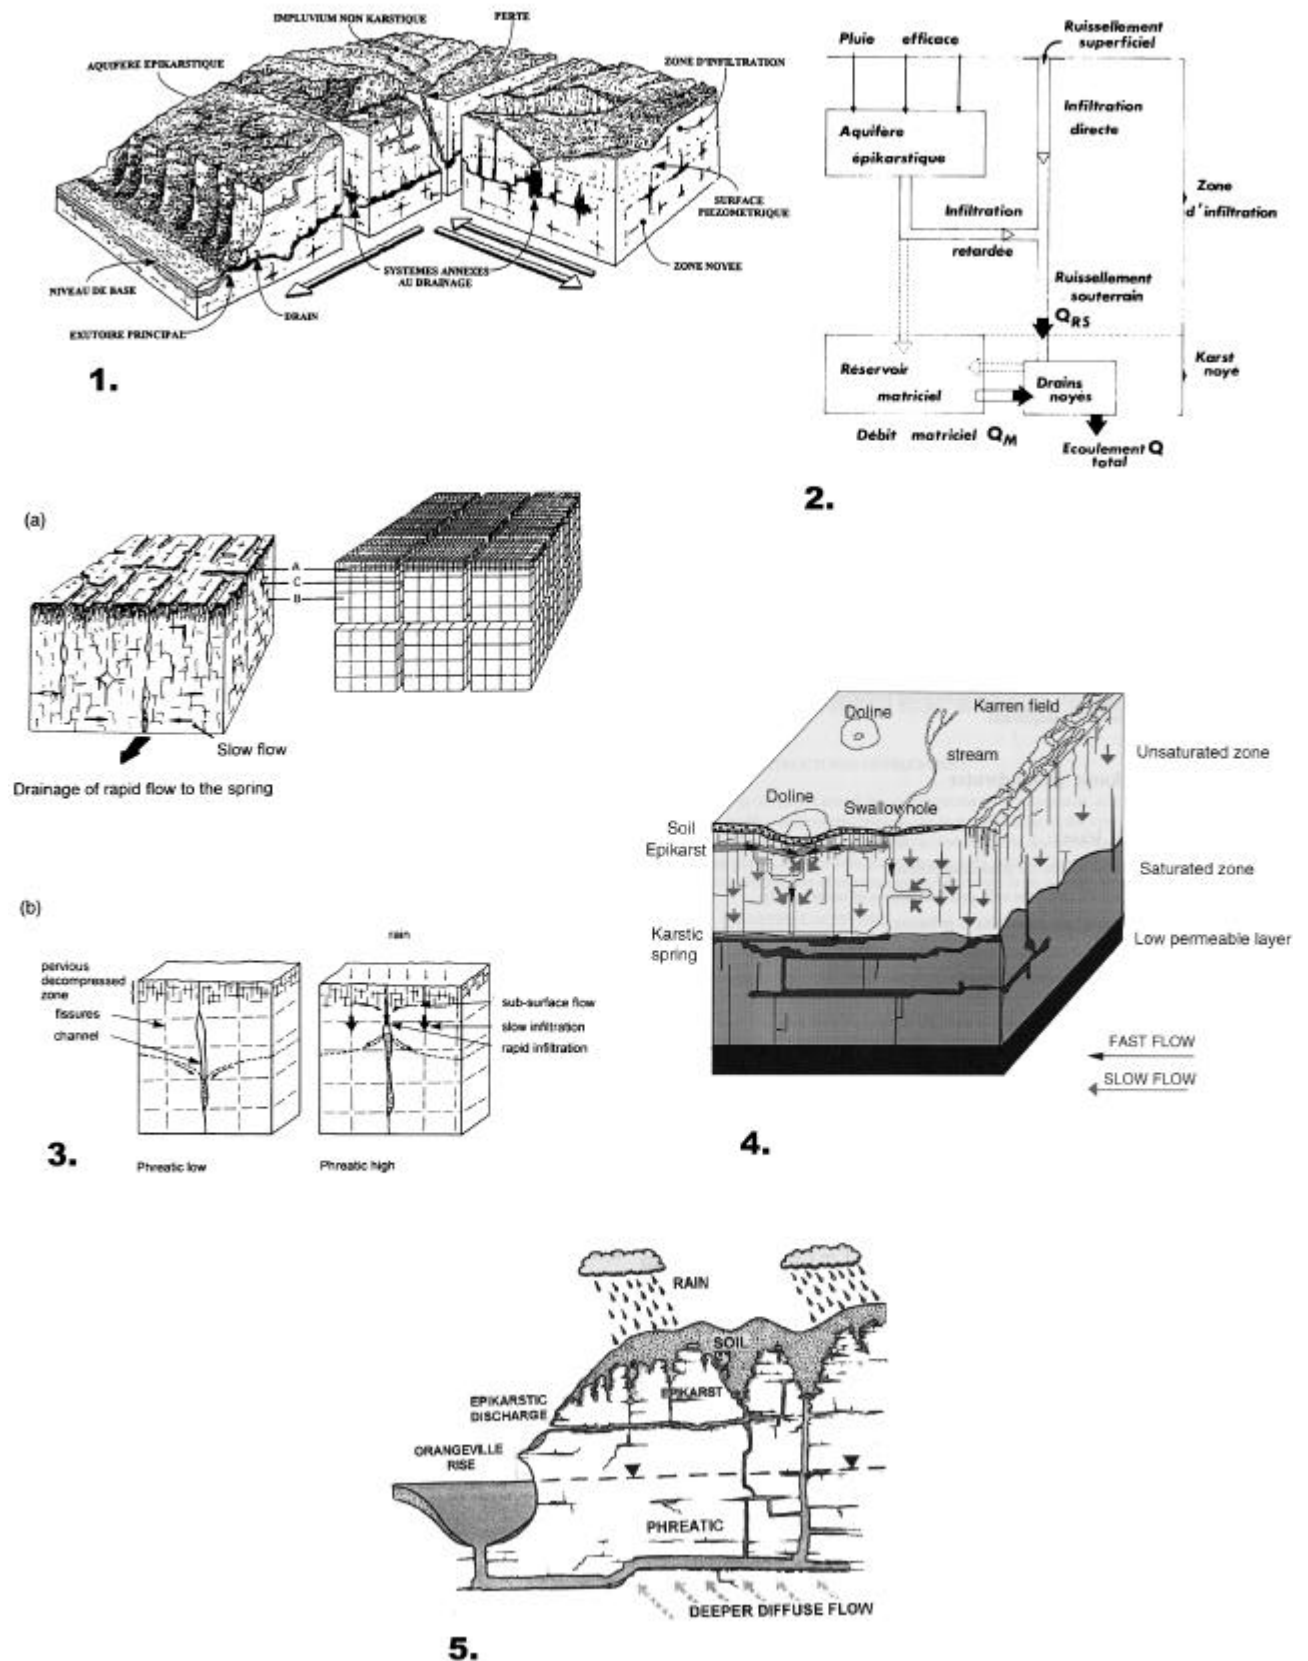 IMPLUVIUM NON KARSTIQUE
PERTE
AQUIFERE EPIKARSTIQUE
ZONE D'INFILTRATION
SURFACE
PIEZOMETRIQUE
ZONE NOYEE
SYSTEMES ANNEXES
AU DRAINAGE
NIVEAU DE BASE
DRAIN
EXUTOIRE PRINCIPAL
1.
Pluie efficace
Ruissellement
superficiel
Infiltration
directe
Aquifère
épikarstique
Zone
d'infiltration
Infiltration
retardée
Ruissellement
souterrain
QRS
Réservoir
matriciel
Drains
noyés
Karst
noyé
Débit matriciel QM
Ecoulement Q
total
2.
(a)
A
C
B
Slow flow
Drainage of rapid flow to the spring
(b)
rain
pervious
decompressed
zone
fissures
channel
sub-surface flow
slow infiltration
rapid infiltration
Phreatic low
Phreatic high
3.
Doline
Karren field
stream
Unsaturated zone
Doline
Swallownole
Soil
Epikarst
Saturated zone
Karstic
spring
Low permeable layer
FAST FLOW
SLOW FLOW
4.
RAIN
SOIL
EPIKARST
EPIKARSTIC
DISCHARGE
ORANGEVILLE
RISE
PHREATIC
DEEPER DIFFUSE FLOW
5.